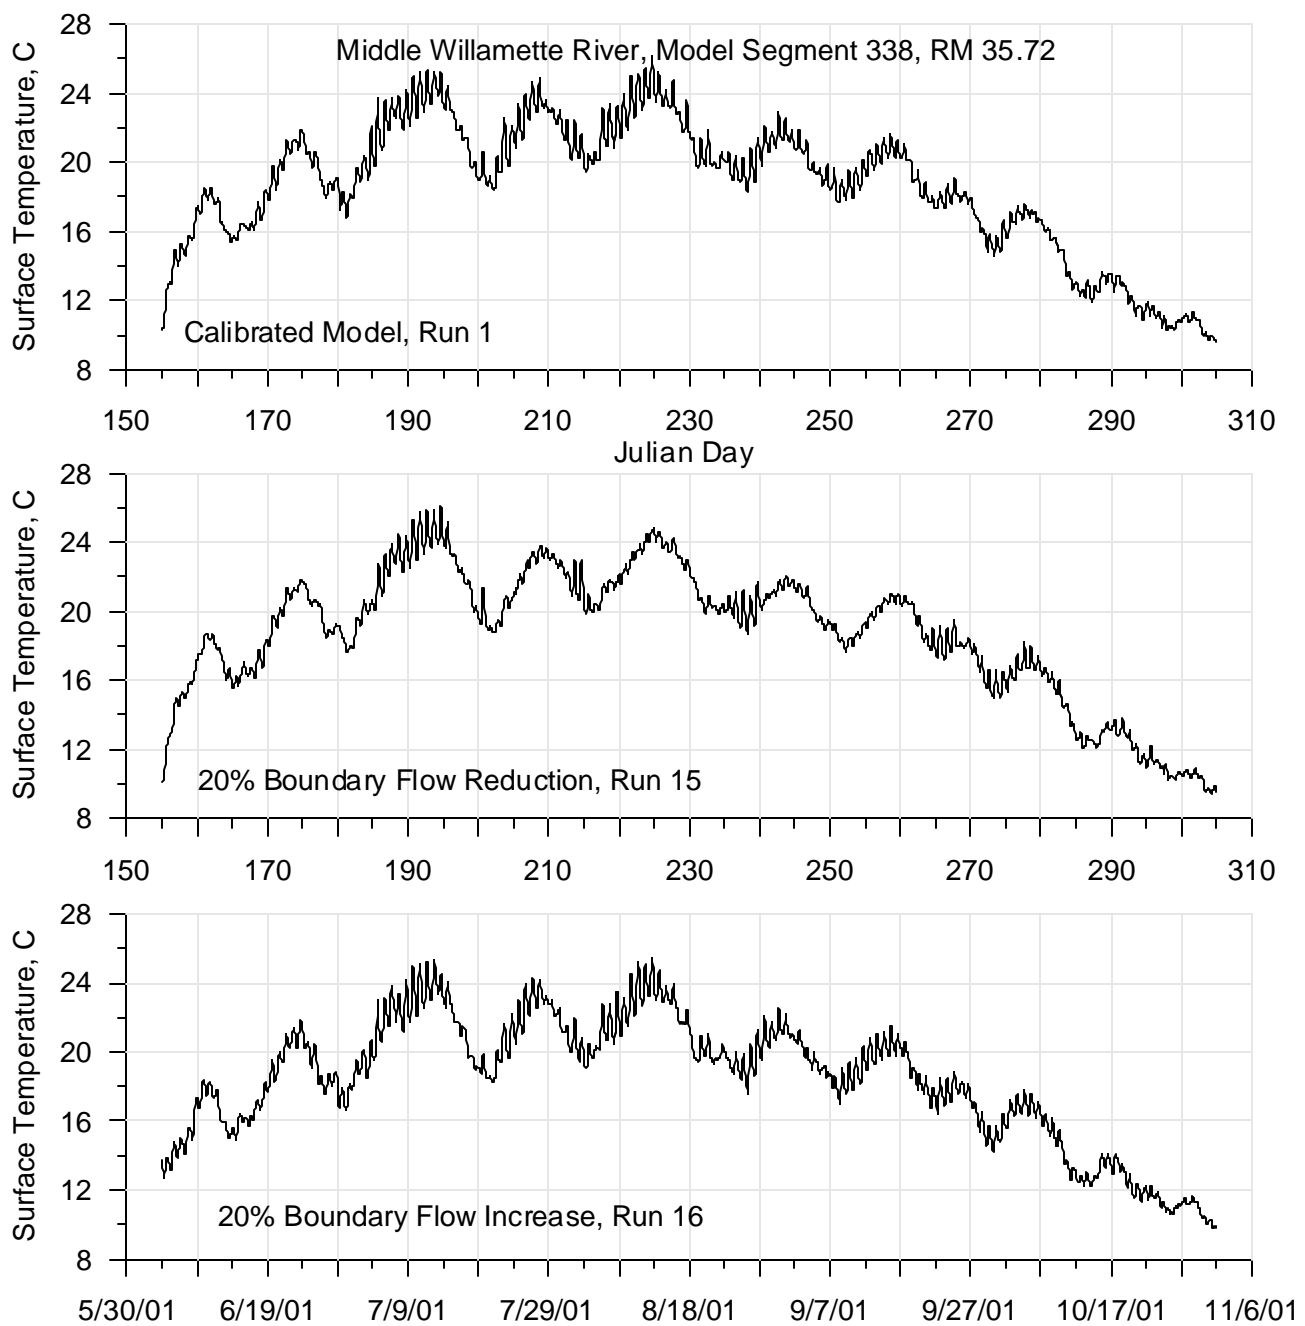 28
Middle Willamette River, Model Segment 338, RM 35.72
24
20
16
12
Calibrated Model, Run 1
8
Surface Temperature, C
150 170 190 210 230 250 270 290 310
Julian Day
28
24
20
16
12
20% Boundary Flow Reduction, Run 15
8
Surface Temperature, C
150 170 190 210 230 250 270 290 310
28
24
20
16
12
20% Boundary Flow Increase, Run 16
8
Surface Temperature, C
5/30/01 6/19/01 7/9/01 7/29/01 8/18/01 9/7/01 9/27/01 10/17/01 11/6/01